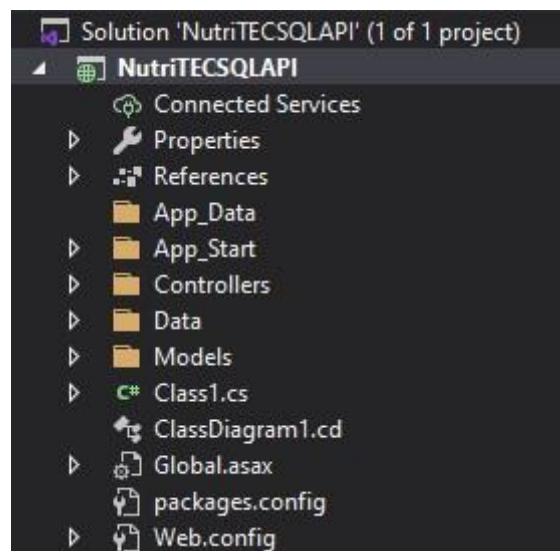 Solution 'NutriTECSQLAPI' (1 of 1 project)
NutriTECSQLAPI
Connected Services
Properties
References
App_Data
App_Start
Controllers
Data
Models
C# Class1.cs
ClassDiagram1.cd
Global.asax
packages.config
Web.config